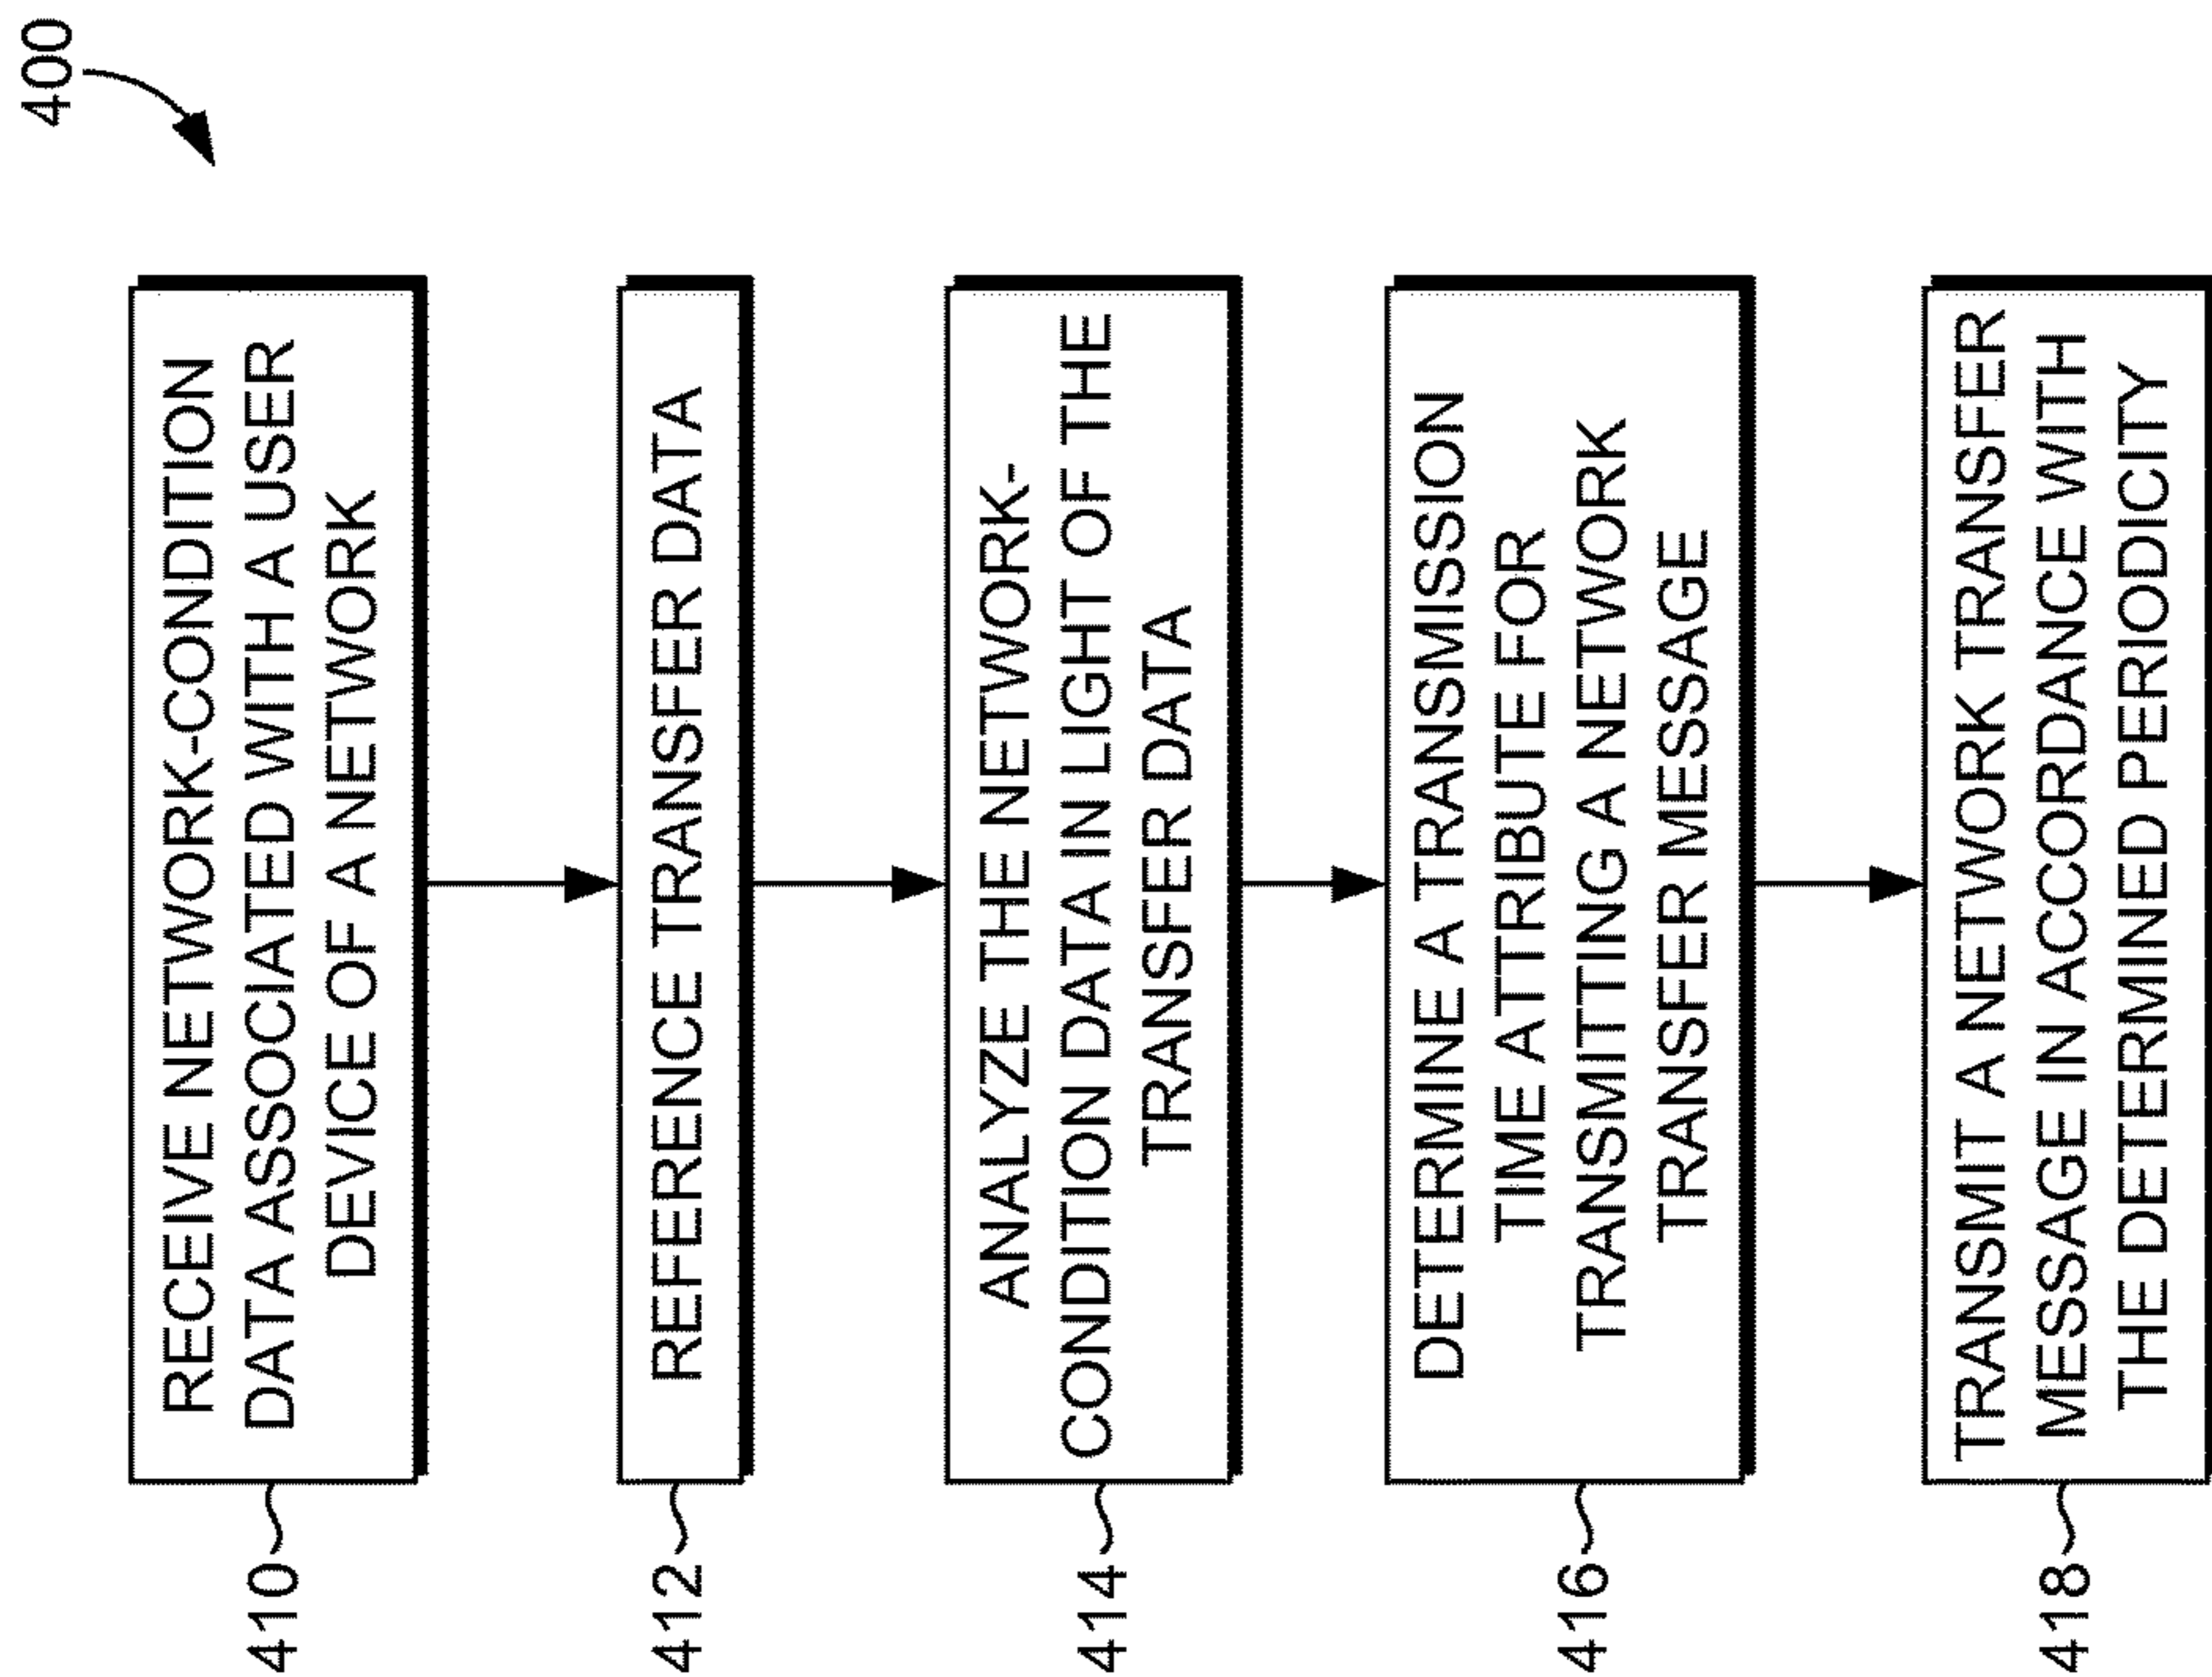 400
410
RECEIVE NETWORK-CONDITION
DATA ASSOCIATED WITH A USER
DEVICE OF A NETWORK
412
REFERENCE TRANSFER DATA
414
ANALYZE THE NETWORK-
CONDITION DATA IN LIGHT OF THE
TRANSFER DATA
416
DETERMINE A TRANSMISSION
TIME ATTRIBUTE FOR
TRANSMITTING A NETWORK
TRANSFER MESSAGE
418
TRANSMIT A NETWORK TRANSFER
MESSAGE IN ACCORDANCE WITH
THE DETERMINED PERIODICITY